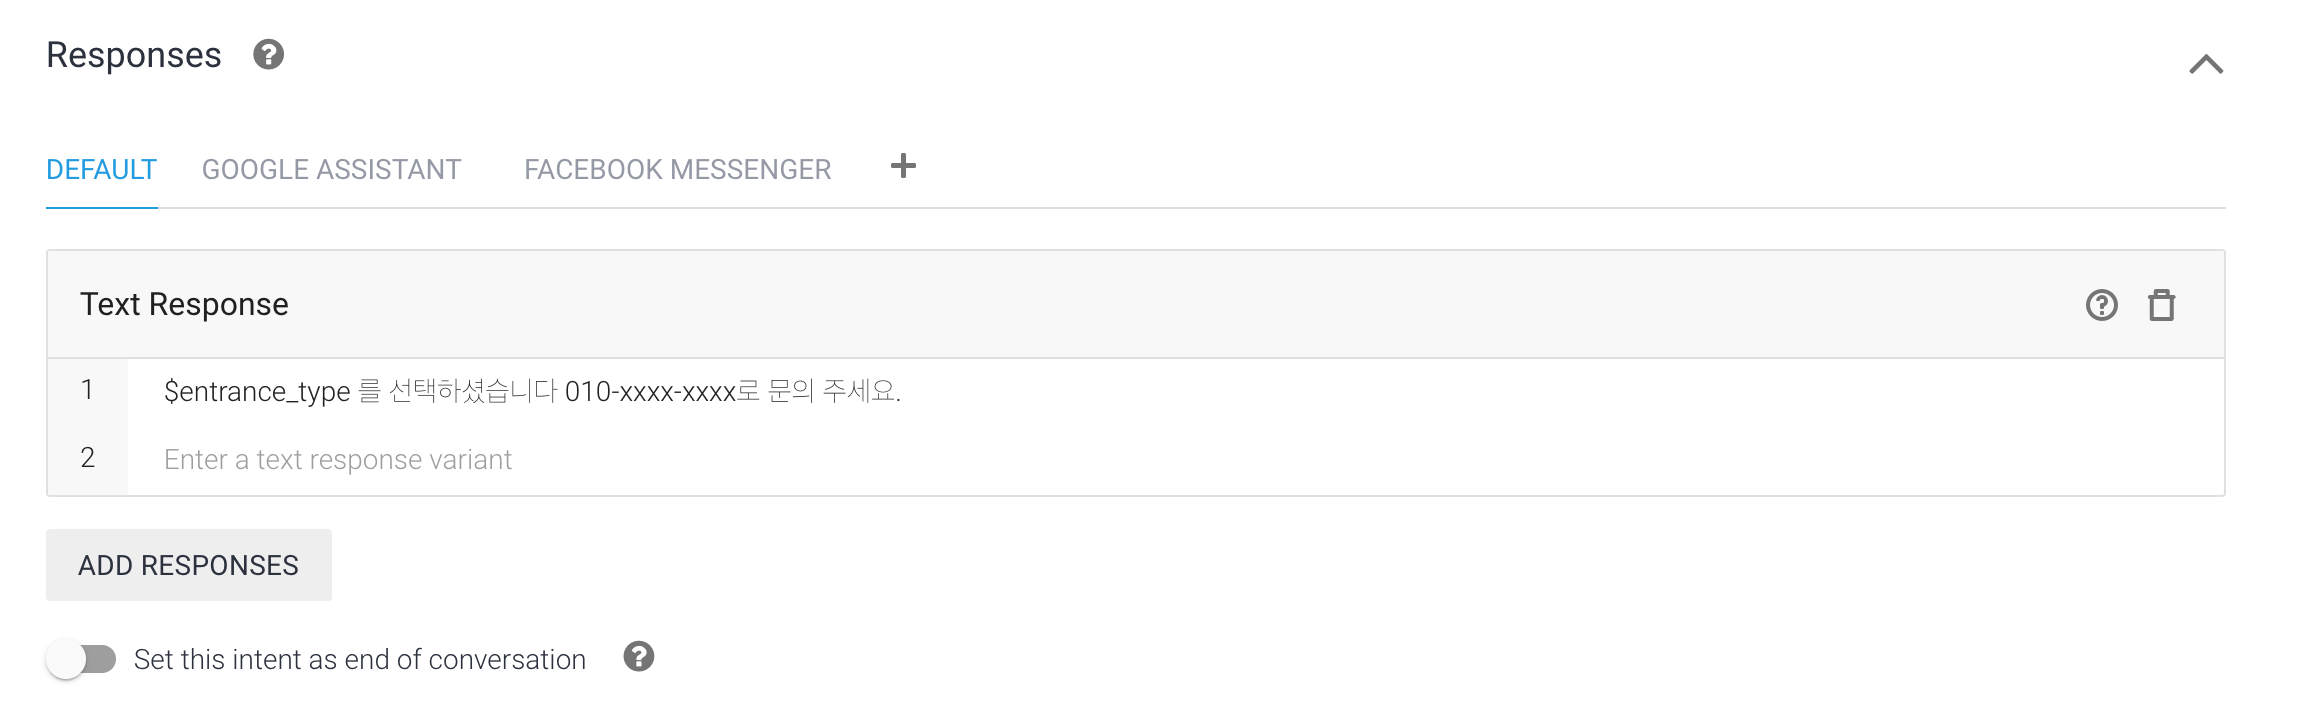 Responses
DEFAULT GOOGLE ASSISTANT FACEBOOK MESSENGER +
Text Response
1 $entrance_type 를 선택하셨습니다 010-xxxx-xxxx로 문의 주세요.
2 Enter a text response variant
ADD RESPONSES
Set this intent as end of conversation